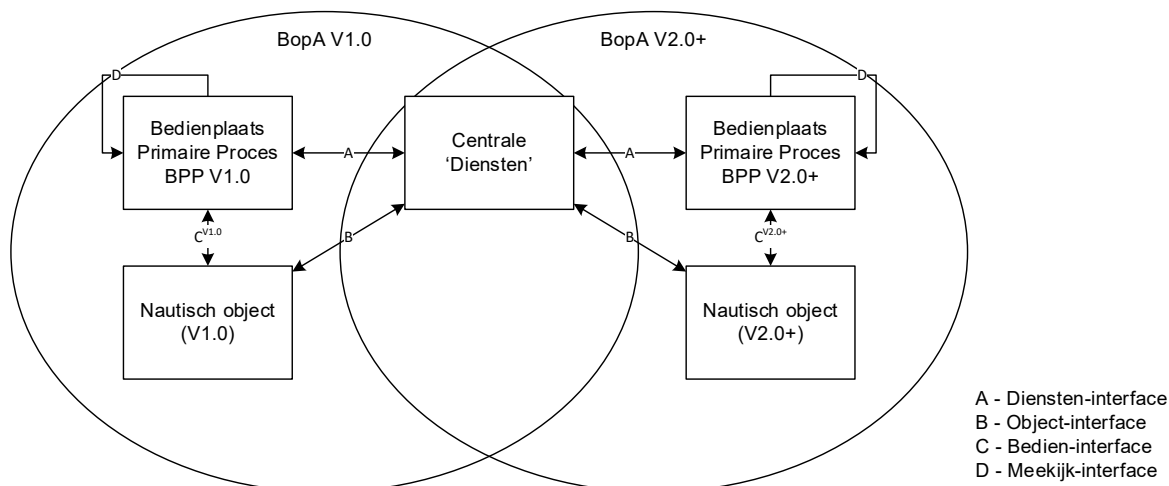 BopA V1.0
BopA V2.0+
D
D
Bedienplaats
Primaire Proces
BPP V1.0
A
Centrale
‘Diensten’
A
Bedienplaats
Primaire Proces
BPP V2.0+
C^V1.0
B
B
C^V2.0+
Nautisch object
(V1.0)
Nautisch object
(V2.0+)
A - Diensten-interface
B - Object-interface
C - Bedien-interface
D - Meekijk-interface